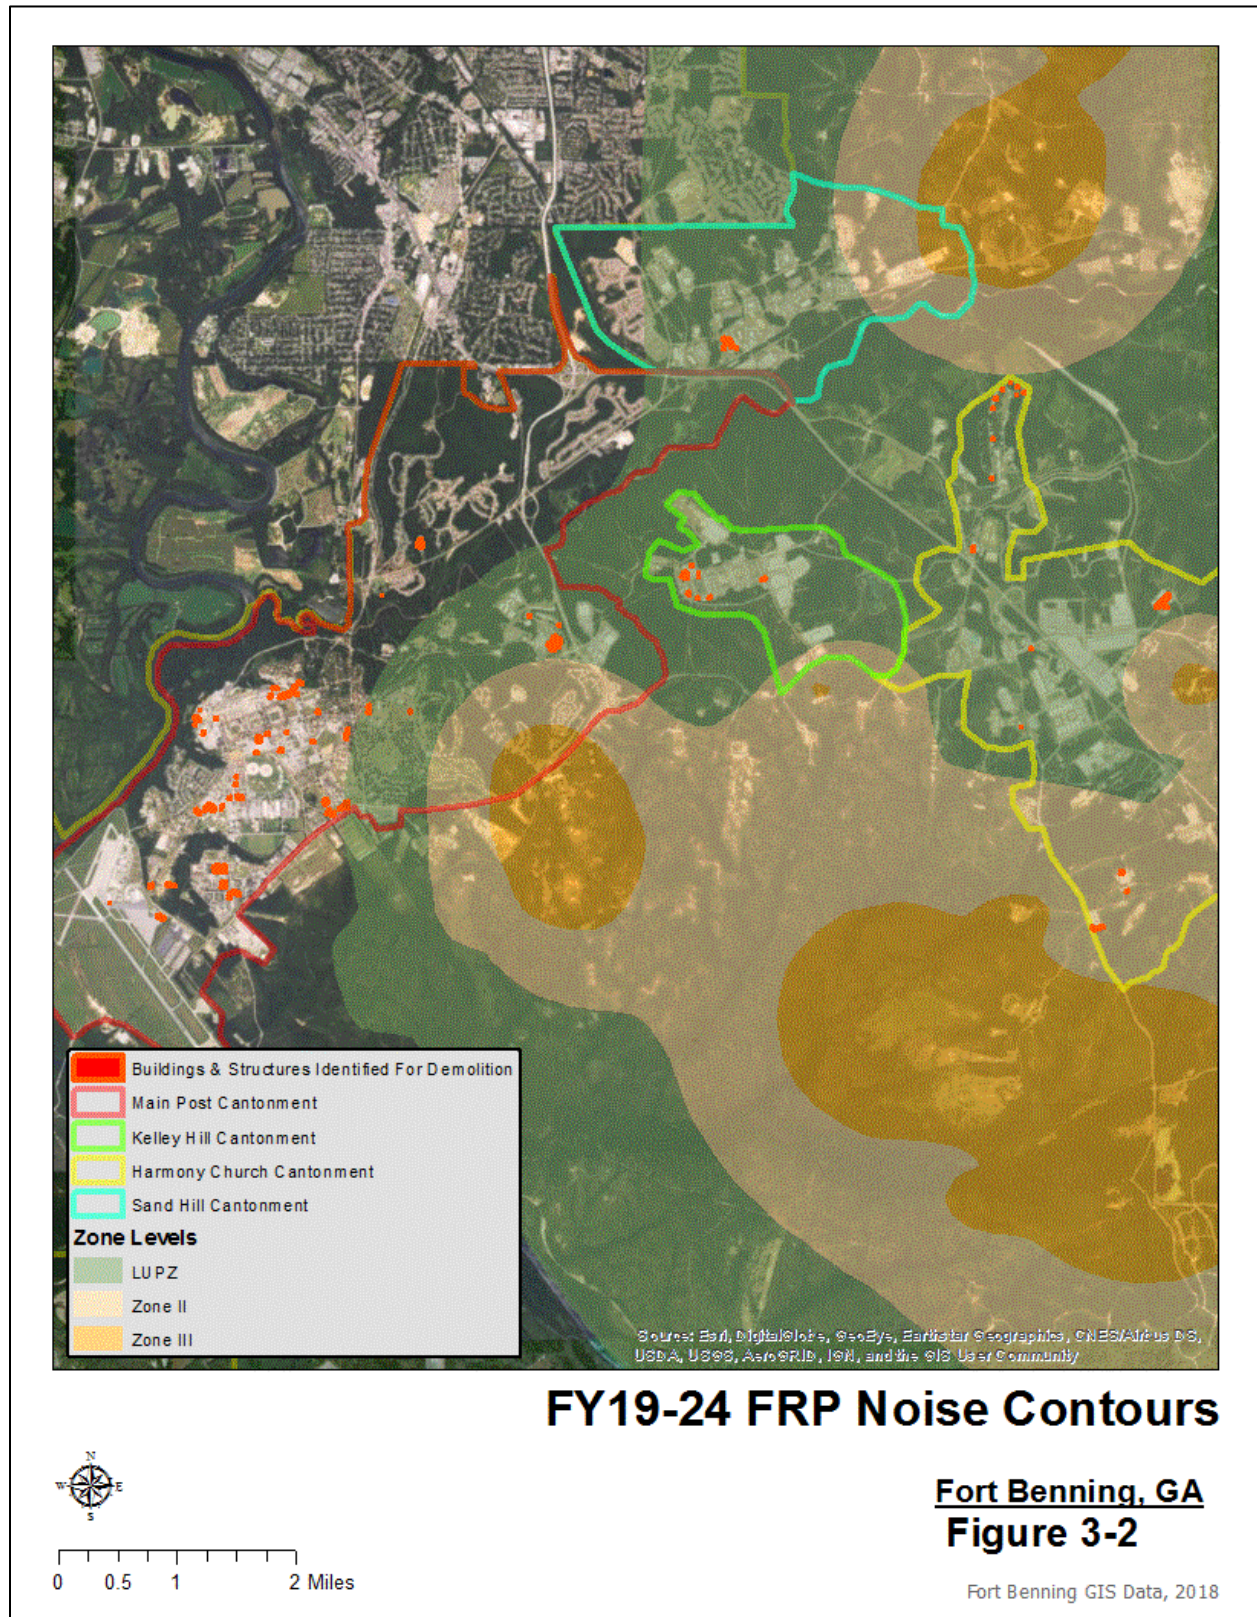 Buildings & Structures Identified For Demolition
Main Post Cantonment
Kelley Hill Cantonment
Harmony Church Cantonment
Sand Hill Cantonment
Zone Levels
LUPZ
Zone II
Zone III
Source: Esri, DigitalGlobe, GeoEye, Earthstar Geographics, CNES/Airbus DS,
USDA, USGS, AeroGRID, IGN, and the GIS User Community
FY19-24 FRP Noise Contours
N
W E
S
Fort Benning, GA
Figure 3-2
0 0.5 1 2 Miles
Fort Benning GIS Data, 2018